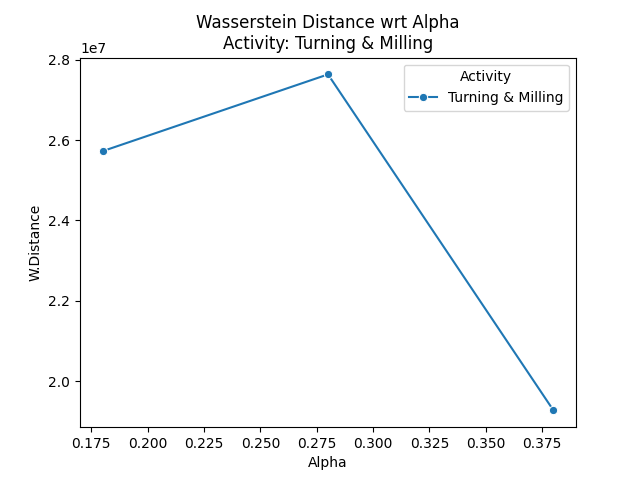 Wasserstein Distance wrt Alpha
Activity: Turning & Milling
1e7
2.8
2.6
2.4
2.2
2.0
W.Distance
Activity
Turning & Milling
0.175 0.200 0.225 0.250 0.275 0.300 0.325 0.350 0.375
Alpha